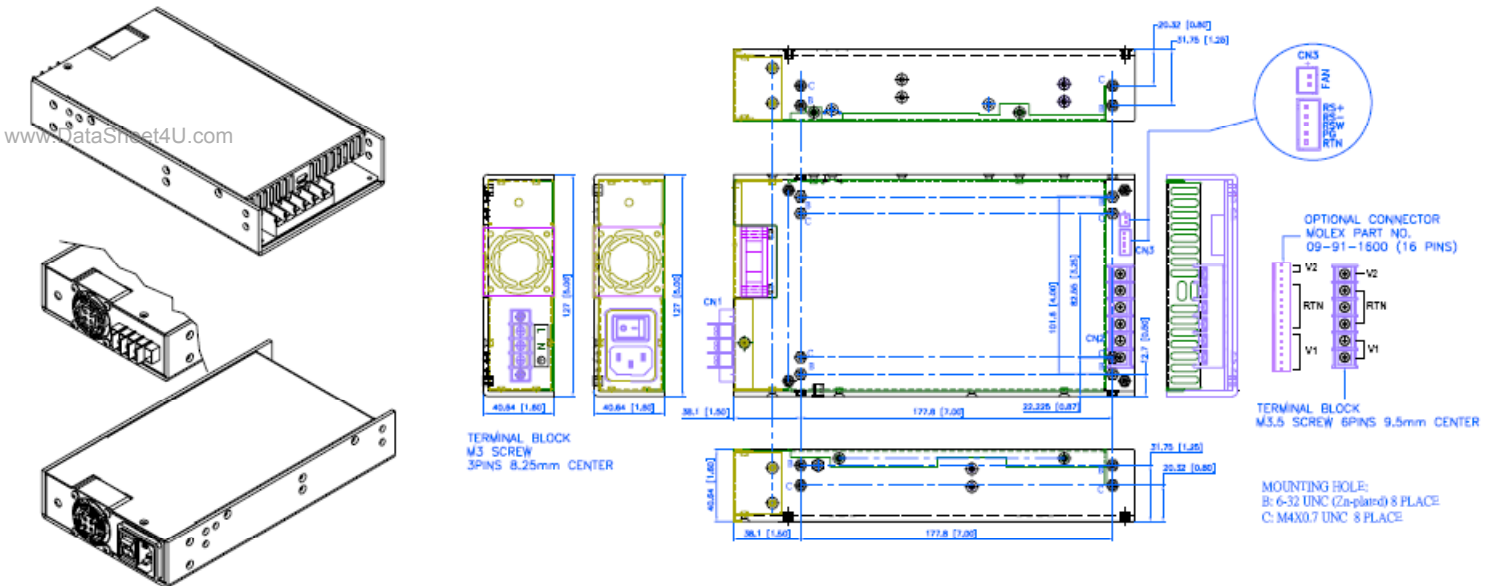 www.DataSheet4U.com
20.32 [0.80]
31.75 [1.25]
C
B
C
B
CN3
+
FAN
RTN
127 [5.00]
L
N
40.64 [1.60]
TERMINAL BLOCK
M3 SCREW
3PINS 8.25mm CENTER
127 [5.00]
40.64 [1.60]
CN1
B
C
B
C
CN3
101.6 [4.00]
82.55 [3.25]
CN2
12.7 [0.50]
C
B
C
B
38.1 [1.50]
177.8 [7.00]
22.225 [0.87]
OPTIONAL CONNECTOR
MOLEX PART NO.
09-91-1600 (16 PINS)
V2
RTN
V1
V2
RTN
V1
TERMINAL BLOCK
M3.5 SCREW 6PINS 9.5mm CENTER
40.64 [1.60]
B
C
B
C
31.75 [1.25]
20.32 [0.80]
38.1 [1.50]
177.8 [7.00]
MOUNTING HOLE:
B: 6-32 UNC (Zn-plated) 8 PLACE
C: M4X0.7 UNC 8 PLACE